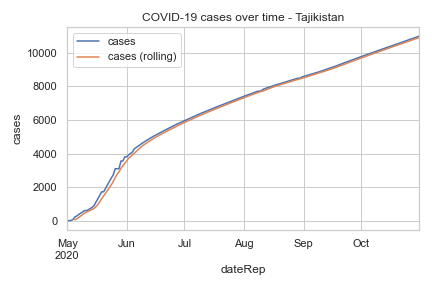 COVID-19 cases over time - Tajikistan
cases
cases (rolling)
10000
8000
6000
4000
2000
0
cases
May Jun Jul Aug Sep Oct
2020
dateRep